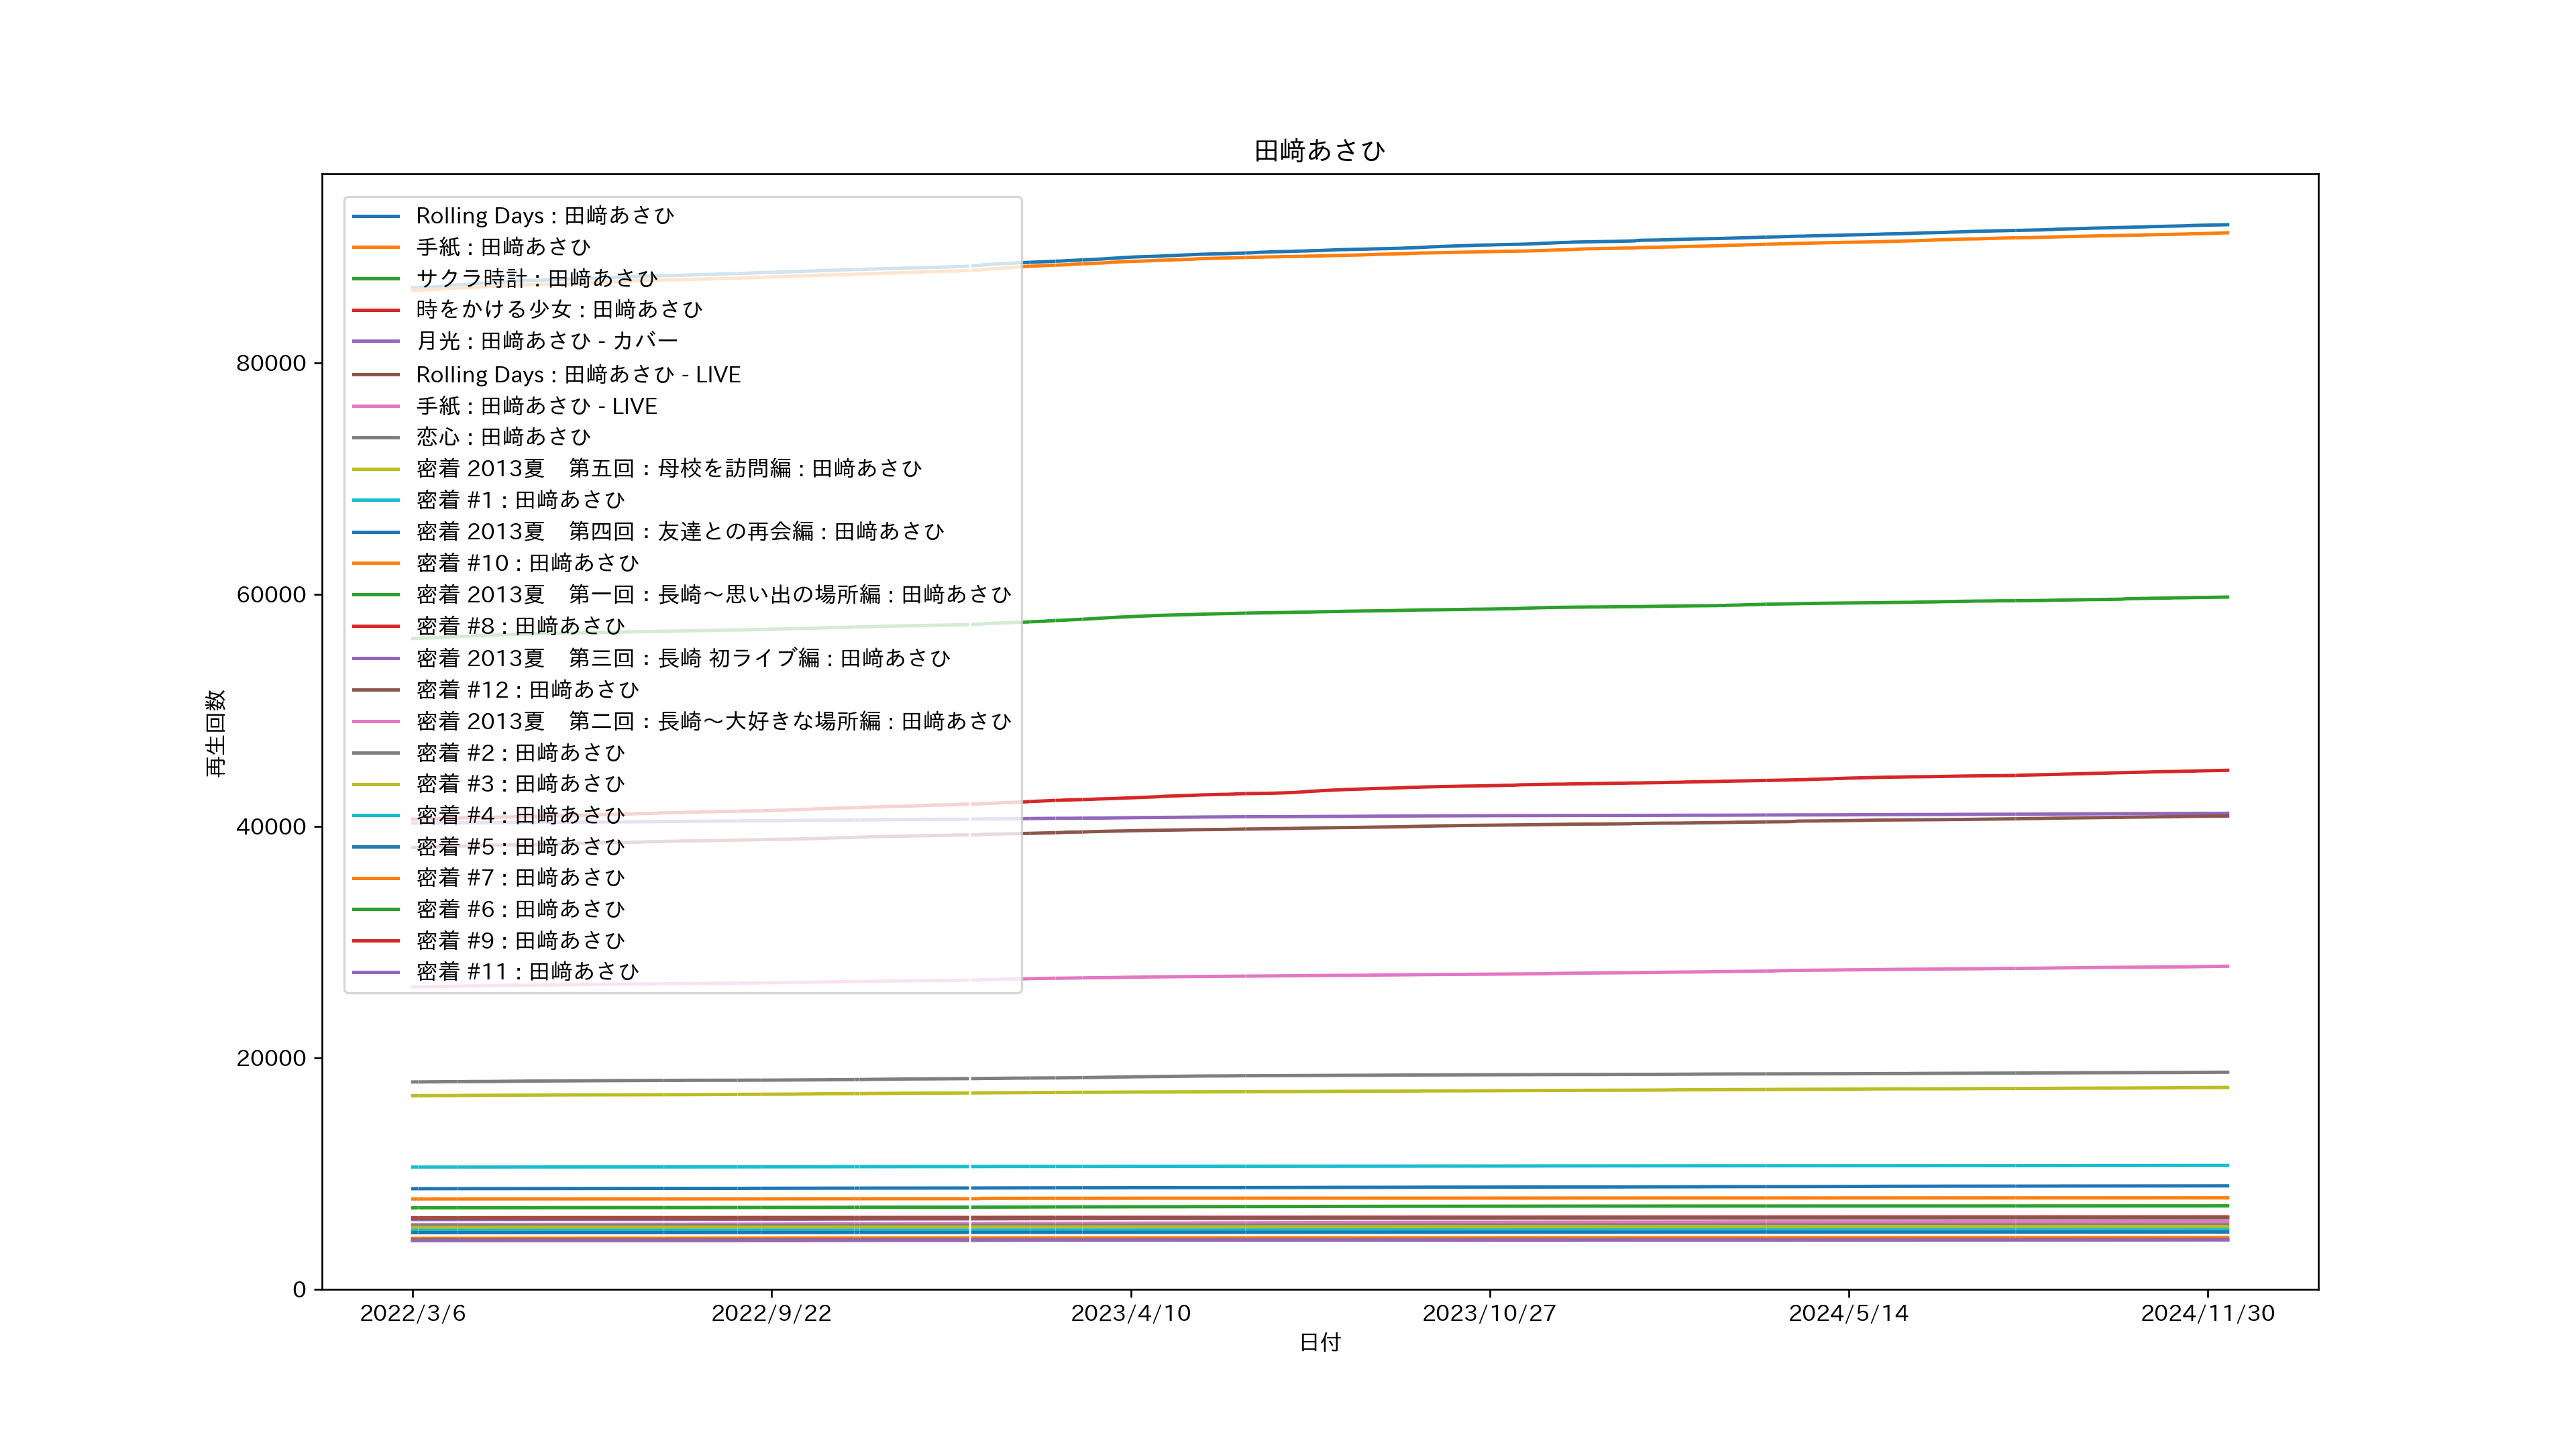 田﨑あさひ
Rolling Days : 田﨑あさひ
手紙 : 田﨑あさひ
サクラ時計 : 田﨑あさひ
時をかける少女 : 田﨑あさひ
月光 : 田﨑あさひ - カバー
Rolling Days : 田﨑あさひ - LIVE
手紙 : 田﨑あさひ - LIVE
恋心 : 田﨑あさひ
密着 2013夏　第五回：母校を訪問編 : 田﨑あさひ
密着 #1 : 田﨑あさひ
密着 2013夏　第四回：友達との再会編 : 田﨑あさひ
密着 #10 : 田﨑あさひ
密着 2013夏　第一回：長崎～思い出の場所編 : 田﨑あさひ
密着 #8 : 田﨑あさひ
密着 2013夏　第三回：長崎 初ライブ編 : 田﨑あさひ
密着 #12 : 田﨑あさひ
密着 2013夏　第二回：長崎～大好きな場所編 : 田﨑あさひ
密着 #2 : 田﨑あさひ
密着 #3 : 田﨑あさひ
密着 #4 : 田﨑あさひ
密着 #5 : 田﨑あさひ
密着 #7 : 田﨑あさひ
密着 #6 : 田﨑あさひ
密着 #9 : 田﨑あさひ
密着 #11 : 田﨑あさひ
再生回数
80000
60000
40000
20000
0
2022/3/6
2022/9/22
2023/4/10
2023/10/27
2024/5/14
2024/11/30
日付